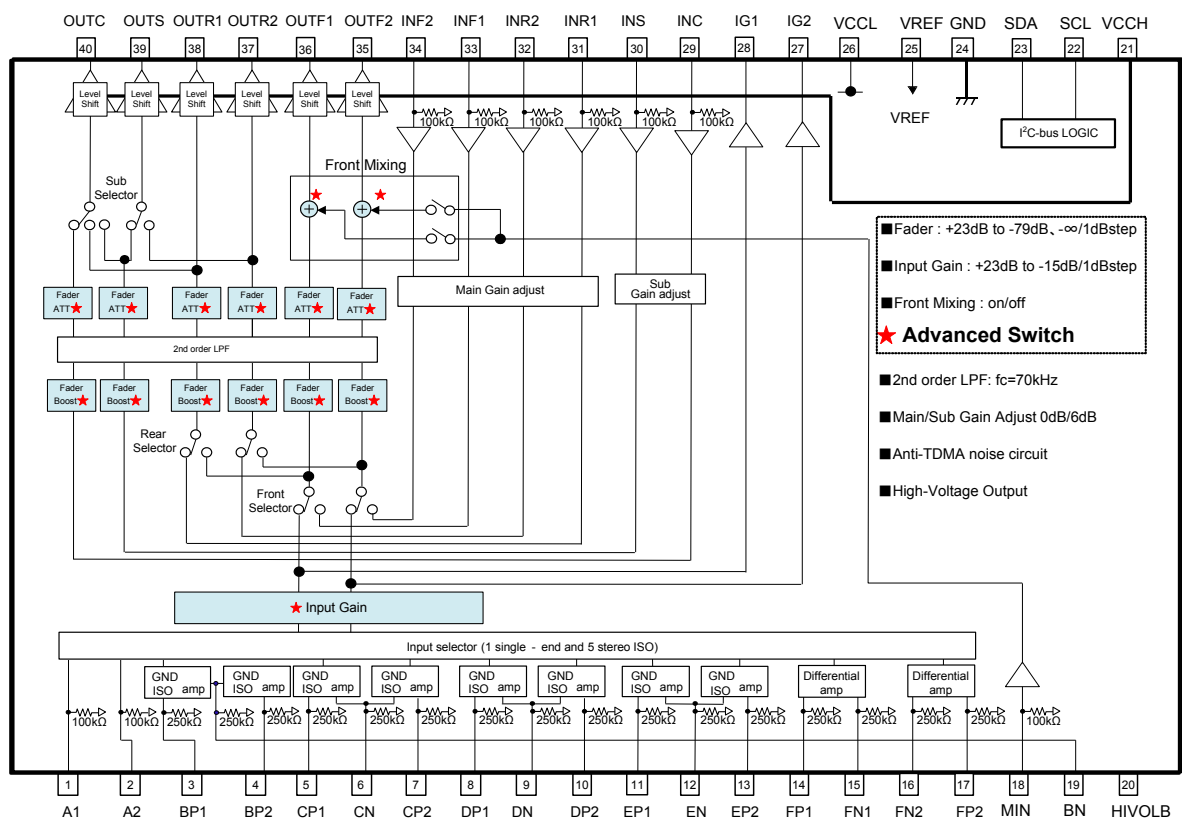 OUTC OUTS OUTR1 OUTR2 OUTF1 OUTF2 INF2 INF1 INR2 INR1 INS INC IG1 IG2 VCCL VREF GND SDA SCL VCCH
40 39 38 37 36 35 34 33 32 31 30 29 28 27 26 25 24 23 22 21
Level Shift
Level Shift
Level Shift
Level Shift
Level Shift
Level Shift
100kΩ 100kΩ 100kΩ 100kΩ 100kΩ 100kΩ
VREF
I²C-bus LOGIC
Front Mixing
Sub
Selector
+ +
■Fader : +23dB to -79dB、-∞/1dBstep
■Input Gain : +23dB to -15dB/1dBstep
■Front Mixing : on/off
★ Advanced Switch
■2nd order LPF: fc=70kHz
■Main/Sub Gain Adjust 0dB/6dB
■Anti-TDMA noise circuit
■High-Voltage Output
Main Gain adjust
Sub
Gain adjust
Fader ATT★
Fader ATT★
Fader ATT★
Fader ATT★
Fader ATT★
Fader ATT★
2nd order LPF
Fader Boost★
Fader Boost★
Fader Boost★
Fader Boost★
Fader Boost★
Fader Boost★
Rear
Selector
Front
Selector
★ Input Gain
Input selector (1 single - end and 5 stereo ISO)
GND ISO amp
GND ISO amp
GND ISO amp
GND ISO amp
GND ISO amp
GND ISO amp
GND ISO amp
GND ISO amp
Differential amp
Differential amp
100kΩ 100kΩ 250kΩ 250kΩ 250kΩ 250kΩ 250kΩ 250kΩ 250kΩ 250kΩ 250kΩ 250kΩ 250kΩ 250kΩ 250kΩ 250kΩ 250kΩ 250kΩ 100kΩ
1 2 3 4 5 6 7 8 9 10 11 12 13 14 15 16 17 18 19 20
A1 A2 BP1 BP2 CP1 CN CP2 DP1 DN DP2 EP1 EN EP2 FP1 FN1 FN2 FP2 MIN BN HIVOLB